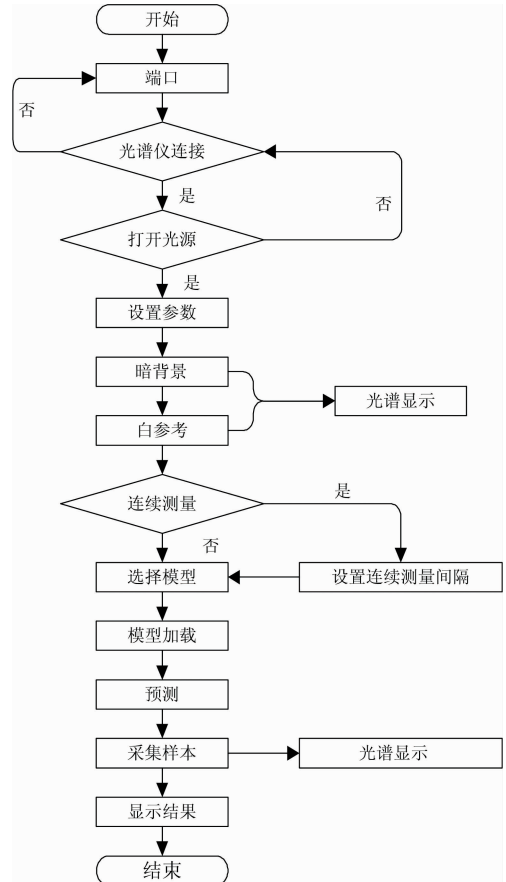 开始
端口
否
光谱仪连接
是
否
打开光源
是
设置参数
暗背景
光谱显示
白参考
连续测量
是
否
选择模型
设置连续测量间隔
模型加载
预测
采集样本
光谱显示
显示结果
结束